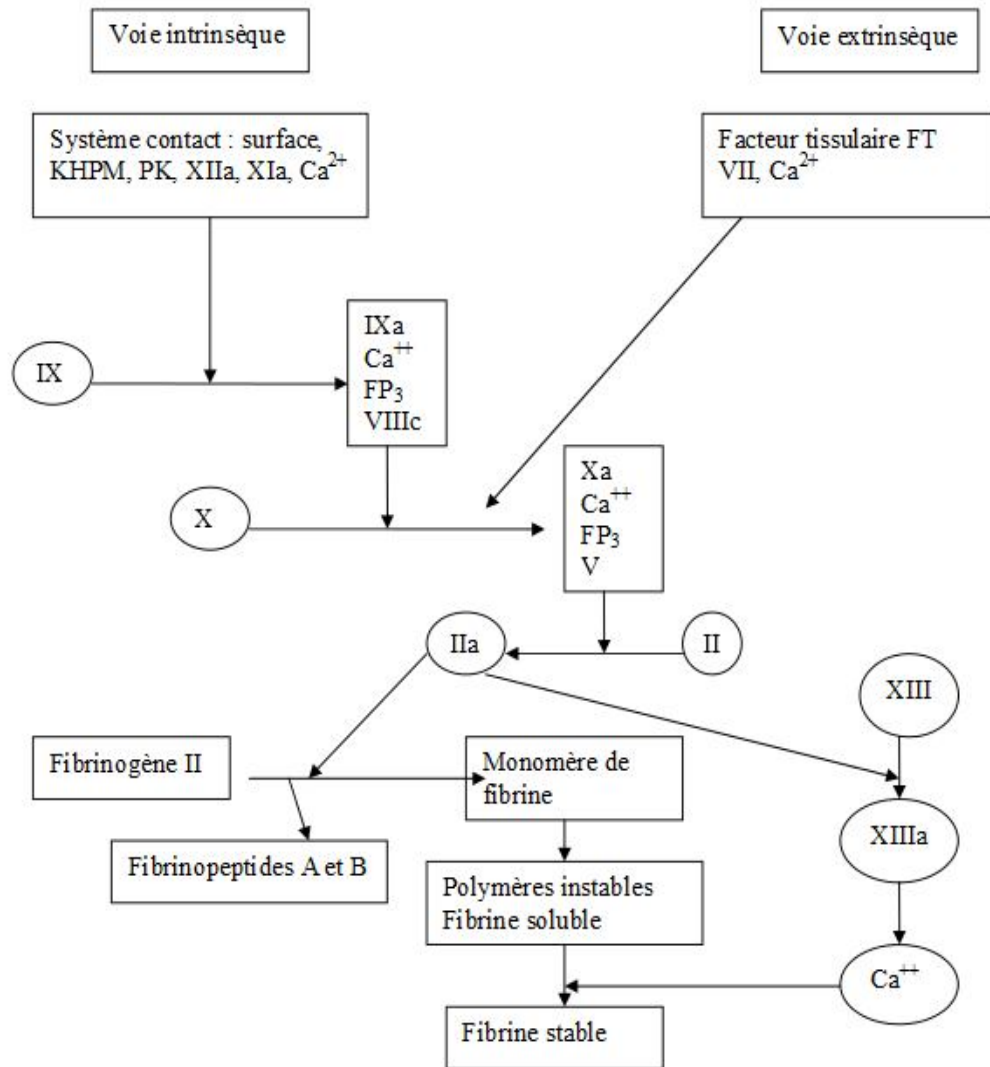 Voie intrinsèque
Voie extrinsèque
Système contact : surface,
KHPM, PK, XIIa, XIa, Ca²⁺
Facteur tissulaire FT
VII, Ca²⁺
IX
IXa
Ca⁺⁺
FP₃
VIIIc
X
Xa
Ca⁺⁺
FP₃
V
IIa
II
XIII
Fibrinogène II
Monomère de
fibrine
XIIIa
Fibrinopeptides A et B
Polymères instables
Fibrine soluble
Ca⁺⁺
Fibrine stable